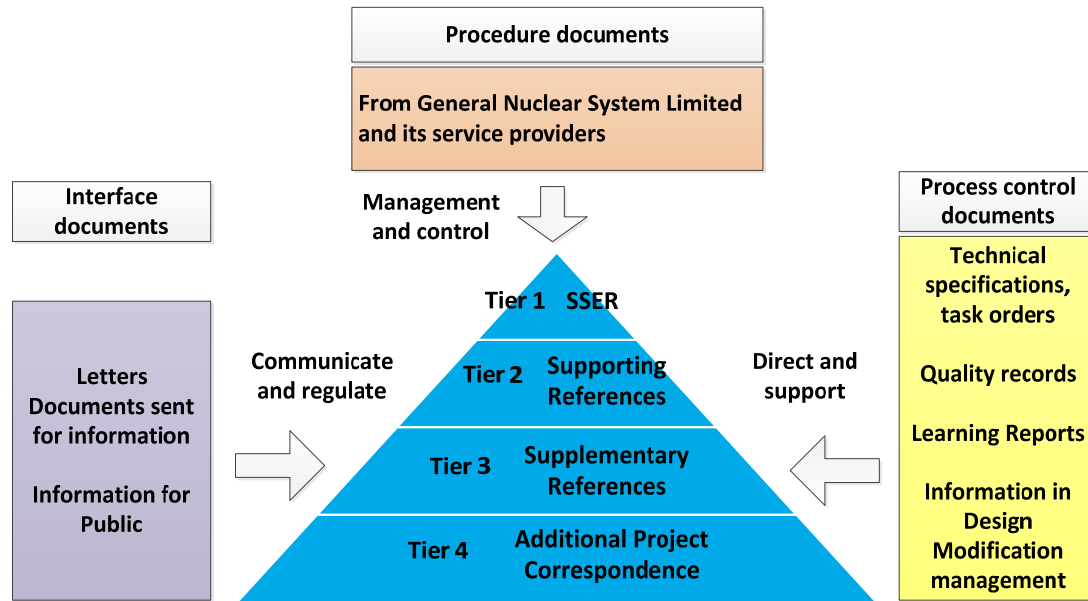 Procedure documents
From General Nuclear System Limited
and its service providers
Management
and control
Interface
documents
Letters
Documents sent
for information
Information for
Public
Communicate
and regulate
Tier 1 SSER
Tier 2 Supporting
References
Tier 3 Supplementary
References
Tier 4 Additional Project
Correspondence
Direct and
support
Process control
documents
Technical
specifications,
task orders
Quality records
Learning Reports
Information in
Design
Modification
management